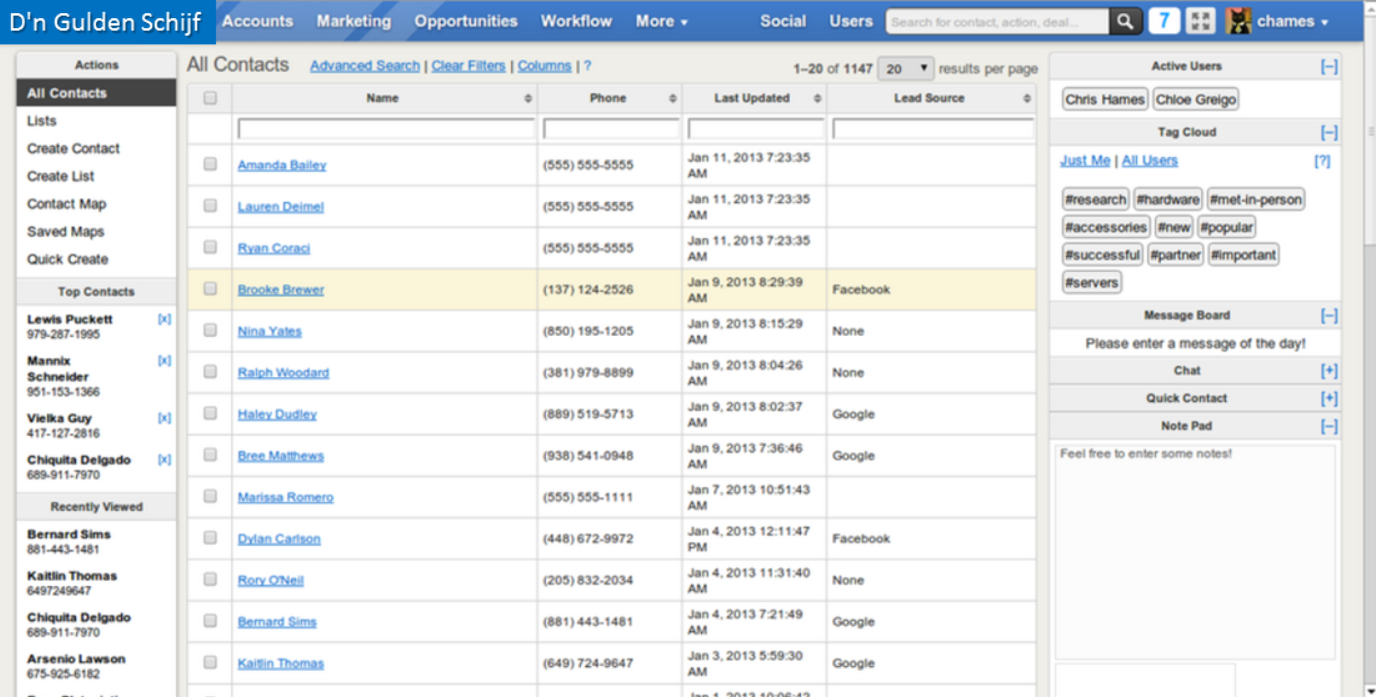 D'n Gulden Schijf Accounts Marketing Opportunities Workflow More Social Users Search for contact, action, deal... 7 chames
Actions
All Contacts
Lists
Create Contact
Create List
Contact Map
Saved Maps
Quick Create
Top Contacts
Lewis Puckett [x]
979-287-1995
Mannix [x]
Schneider
951-153-1366
Vielka Guy [x]
417-127-2816
Chiquita Delgado [x]
689-911-7970
Recently Viewed
Bernard Sims
881-443-1481
Kaitlin Thomas
6497249647
Chiquita Delgado
689-911-7970
Arsenio Lawson
675-925-6182
All Contacts Advanced Search | Clear Filters | Columns | ? 1–20 of 1147 20 results per page
Name Phone Last Updated Lead Source
Amanda Bailey (555) 555-5555 Jan 11, 2013 7:23:35
AM
Lauren Deimel (555) 555-5555 Jan 11, 2013 7:23:35
AM
Ryan Coraci (555) 555-5555 Jan 11, 2013 7:23:35
AM
Brooke Brewer (137) 124-2526 Jan 9, 2013 8:29:39 Facebook
AM
Nina Yates (850) 195-1205 Jan 9, 2013 8:15:29 None
AM
Ralph Woodard (381) 979-8899 Jan 9, 2013 8:04:26 None
AM
Haley Dudley (889) 519-5713 Jan 9, 2013 8:02:37 Google
AM
Bree Matthews (938) 541-0948 Jan 9, 2013 7:36:46 Google
AM
Marissa Romero (555) 555-1111 Jan 7, 2013 10:51:43
AM
Dylan Carlson (448) 672-9972 Jan 4, 2013 12:11:47 Facebook
PM
Rory O'Neil (205) 832-2034 Jan 4, 2013 11:31:40 None
AM
Bernard Sims (881) 443-1481 Jan 4, 2013 7:21:49 Google
AM
Kaitlin Thomas (649) 724-9647 Jan 3, 2013 5:59:30 Google
AM
Active Users [–]
Chris Hames Chloe Greigo
Tag Cloud [–]
Just Me | All Users [?]
#research #hardware #met-in-person
#accessories #new #popular
#successful #partner #important
#servers
Message Board [–]
Please enter a message of the day!
Chat [+]
Quick Contact [+]
Note Pad [–]
Feel free to enter some notes!